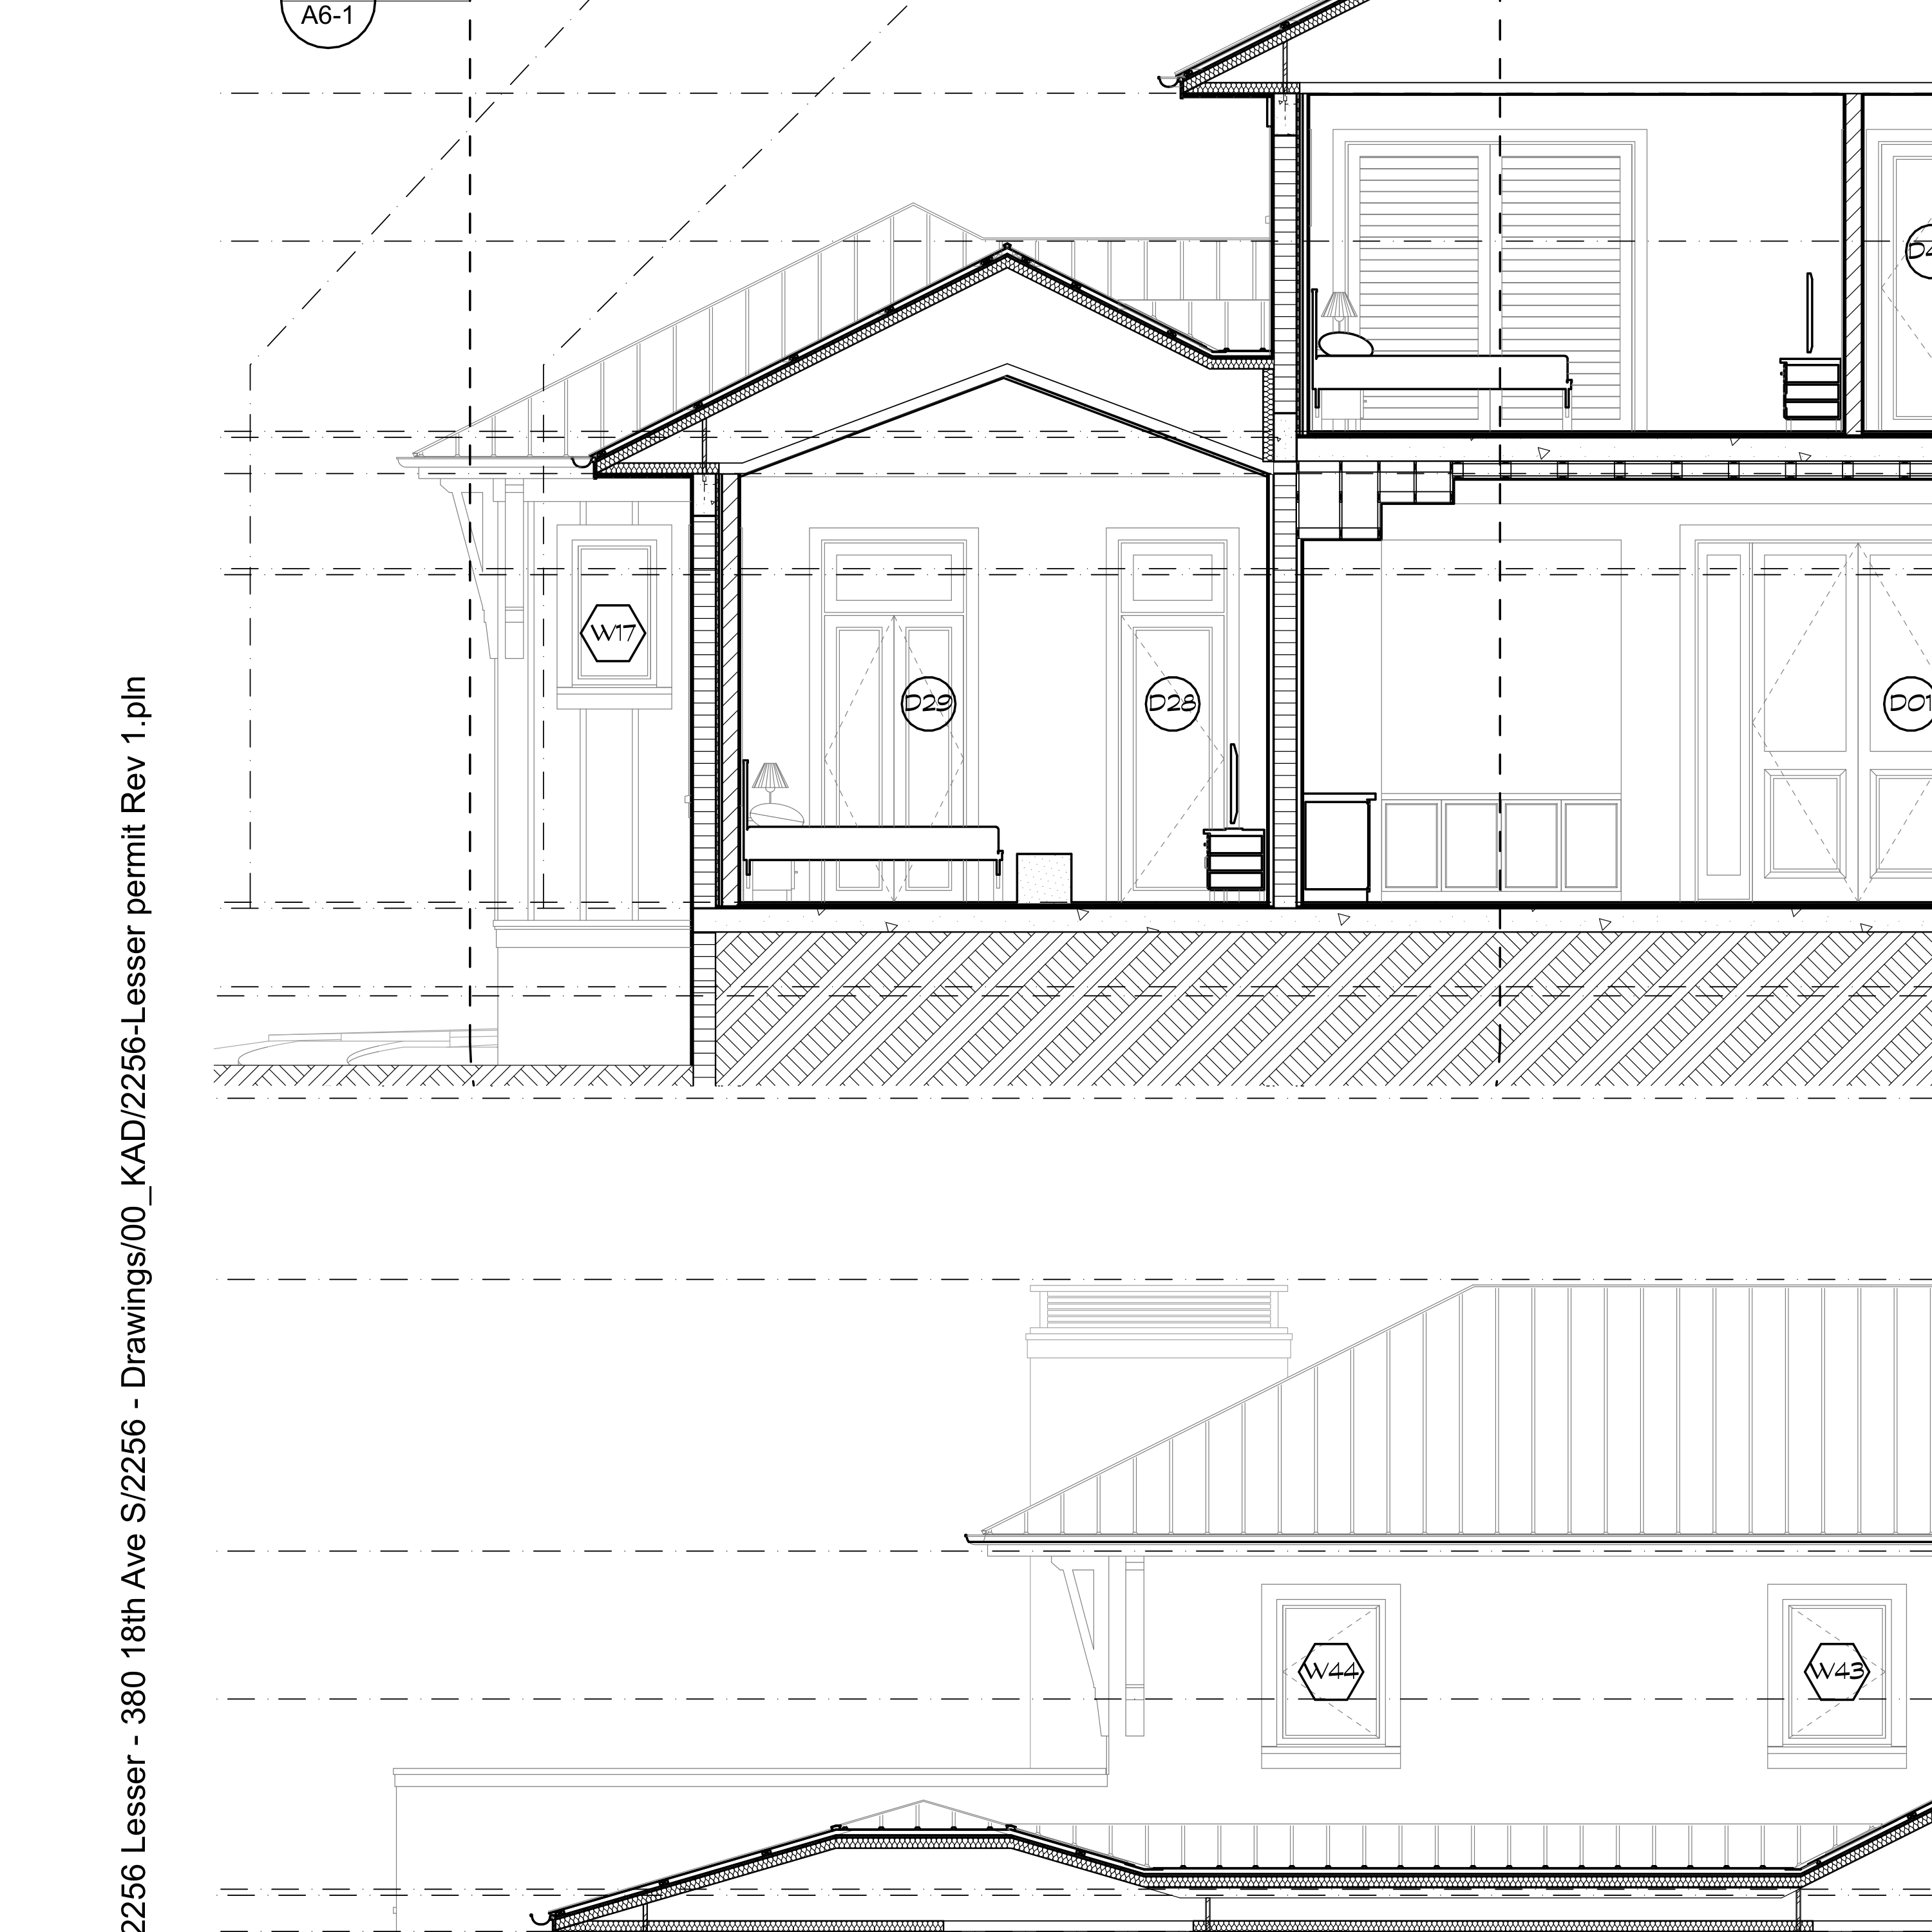 A6-1
W17
D29
D28
D01
W44
W43
2256 Lesser - 380 18th Ave S/2256 - Drawings/00_KAD/2256-Lesser permit Rev 1.pln